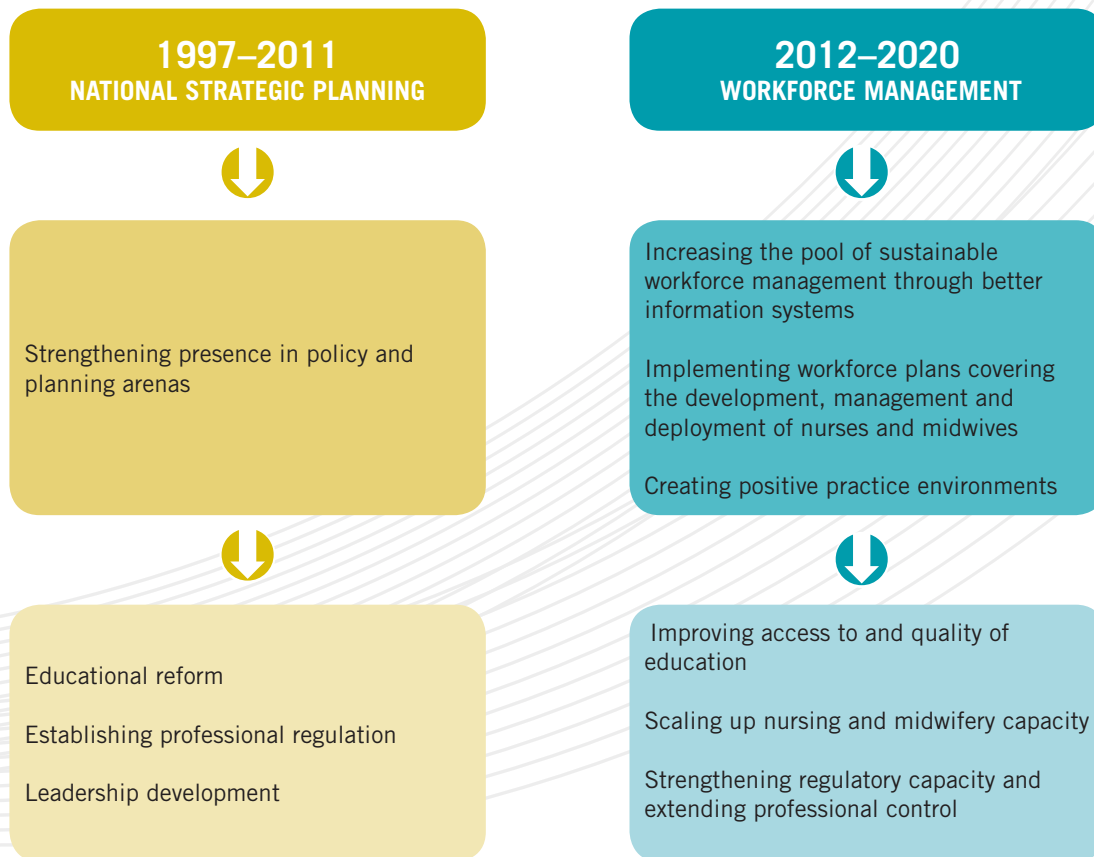 1997–2011
NATIONAL STRATEGIC PLANNING
Strengthening presence in policy and
planning arenas
Educational reform
Establishing professional regulation
Leadership development
2012–2020
WORKFORCE MANAGEMENT
Increasing the pool of sustainable
workforce management through better
information systems
Implementing workforce plans covering
the development, management and
deployment of nurses and midwives
Creating positive practice environments
Improving access to and quality of
education
Scaling up nursing and midwifery capacity
Strengthening regulatory capacity and
extending professional control